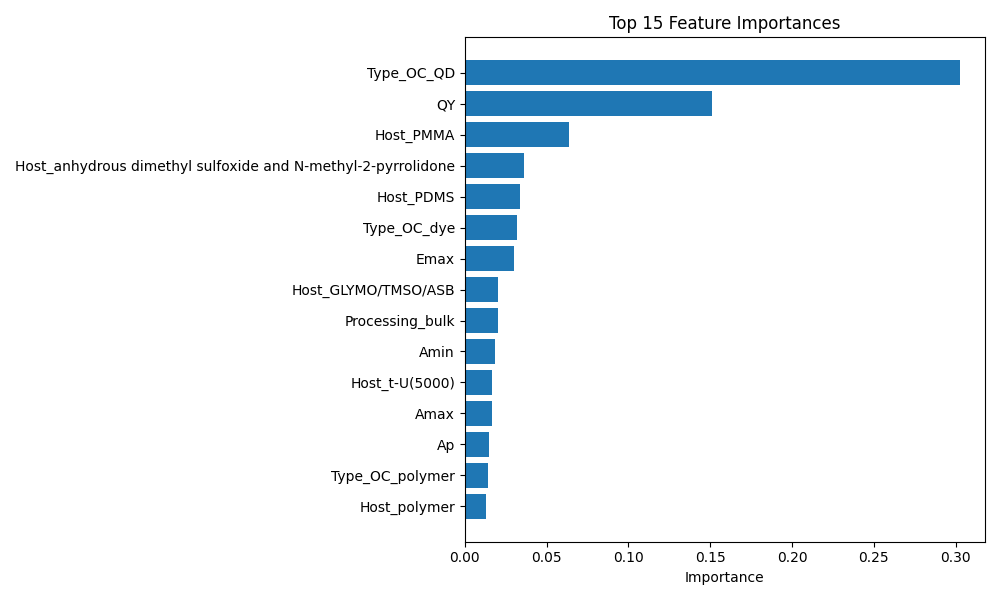 Top 15 Feature Importances
Type_OC_QD
QY
Host_PMMA
Host_anhydrous dimethyl sulfoxide and N-methyl-2-pyrrolidone
Host_PDMS
Type_OC_dye
Emax
Host_GLYMO/TMSO/ASB
Processing_bulk
Amin
Host_t-U(5000)
Amax
Ap
Type_OC_polymer
Host_polymer
0.00 0.05 0.10 0.15 0.20 0.25 0.30
Importance